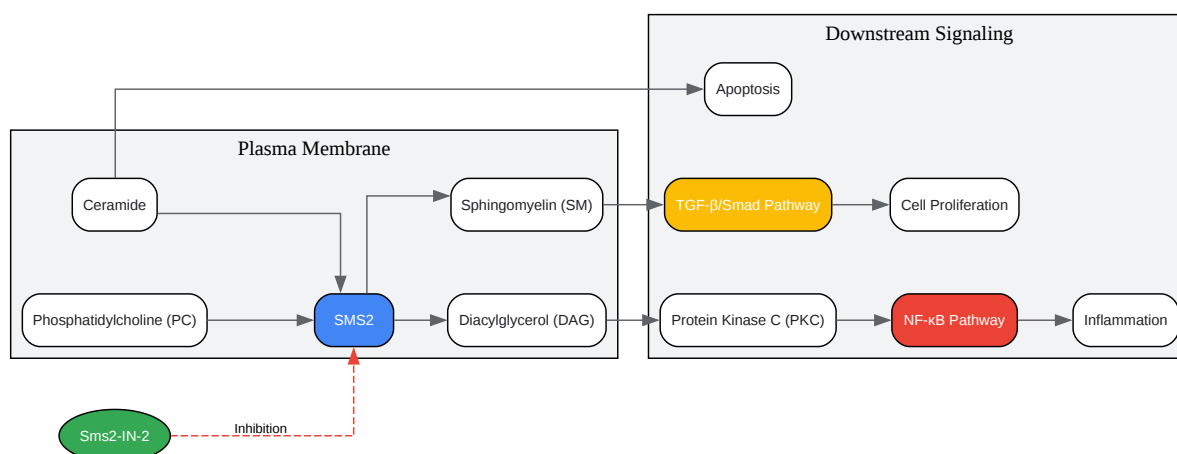 Downstream Signaling
Apoptosis
Plasma Membrane
Ceramide
Sphingomyelin (SM)
TGF-β/Smad Pathway
Cell Proliferation
Phosphatidylcholine (PC)
SMS2
Diacylglycerol (DAG)
Protein Kinase C (PKC)
NF-κB Pathway
Inflammation
Sms2-IN-2
Inhibition